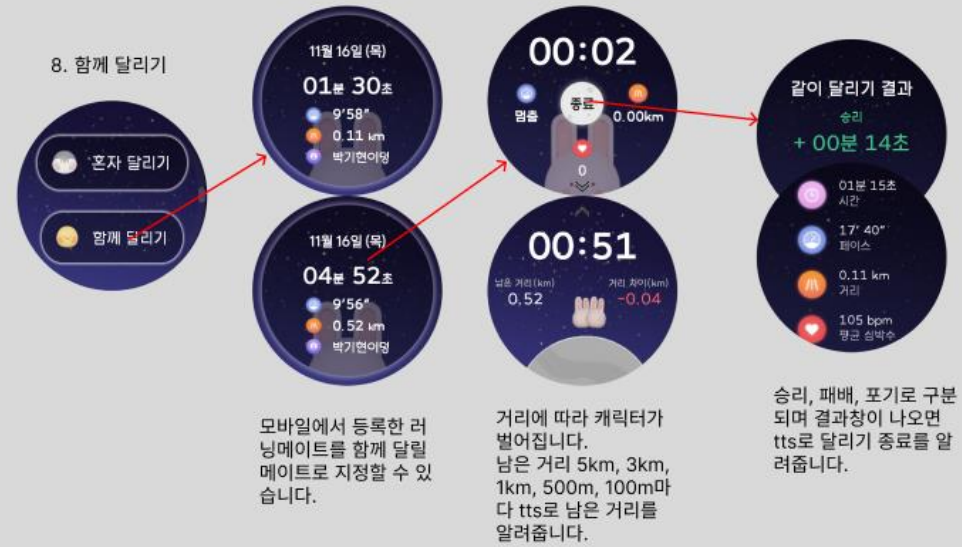 8. 함께 달리기
혼자 달리기
함께 달리기
11월 16일 (목)
01분 30초
9'58"
0.11 km
박기현이덩
11월 16일 (목)
04분 52초
9'56"
0.52 km
박기현이덩
모바일에서 등록한 러
닝메이트를 함께 달릴
메이트로 지정할 수 있
습니다.
00:02
종료
멈춤
0.00km
0
00:51
남은 거리(km)
0.52
거리 차이(km)
-0.04
거리에 따라 캐릭터가
벌어집니다.
남은 거리 5km, 3km,
1km, 500m, 100m마
다 tts로 남은 거리를
알려줍니다.
같이 달리기 결과
승리
+ 00분 14초
01분 15초
시간
17' 40"
페이스
0.11 km
거리
105 bpm
평균 심박수
승리, 패배, 포기로 구분
되며 결과창이 나오면
tts로 달리기 종료를 알
려줍니다.